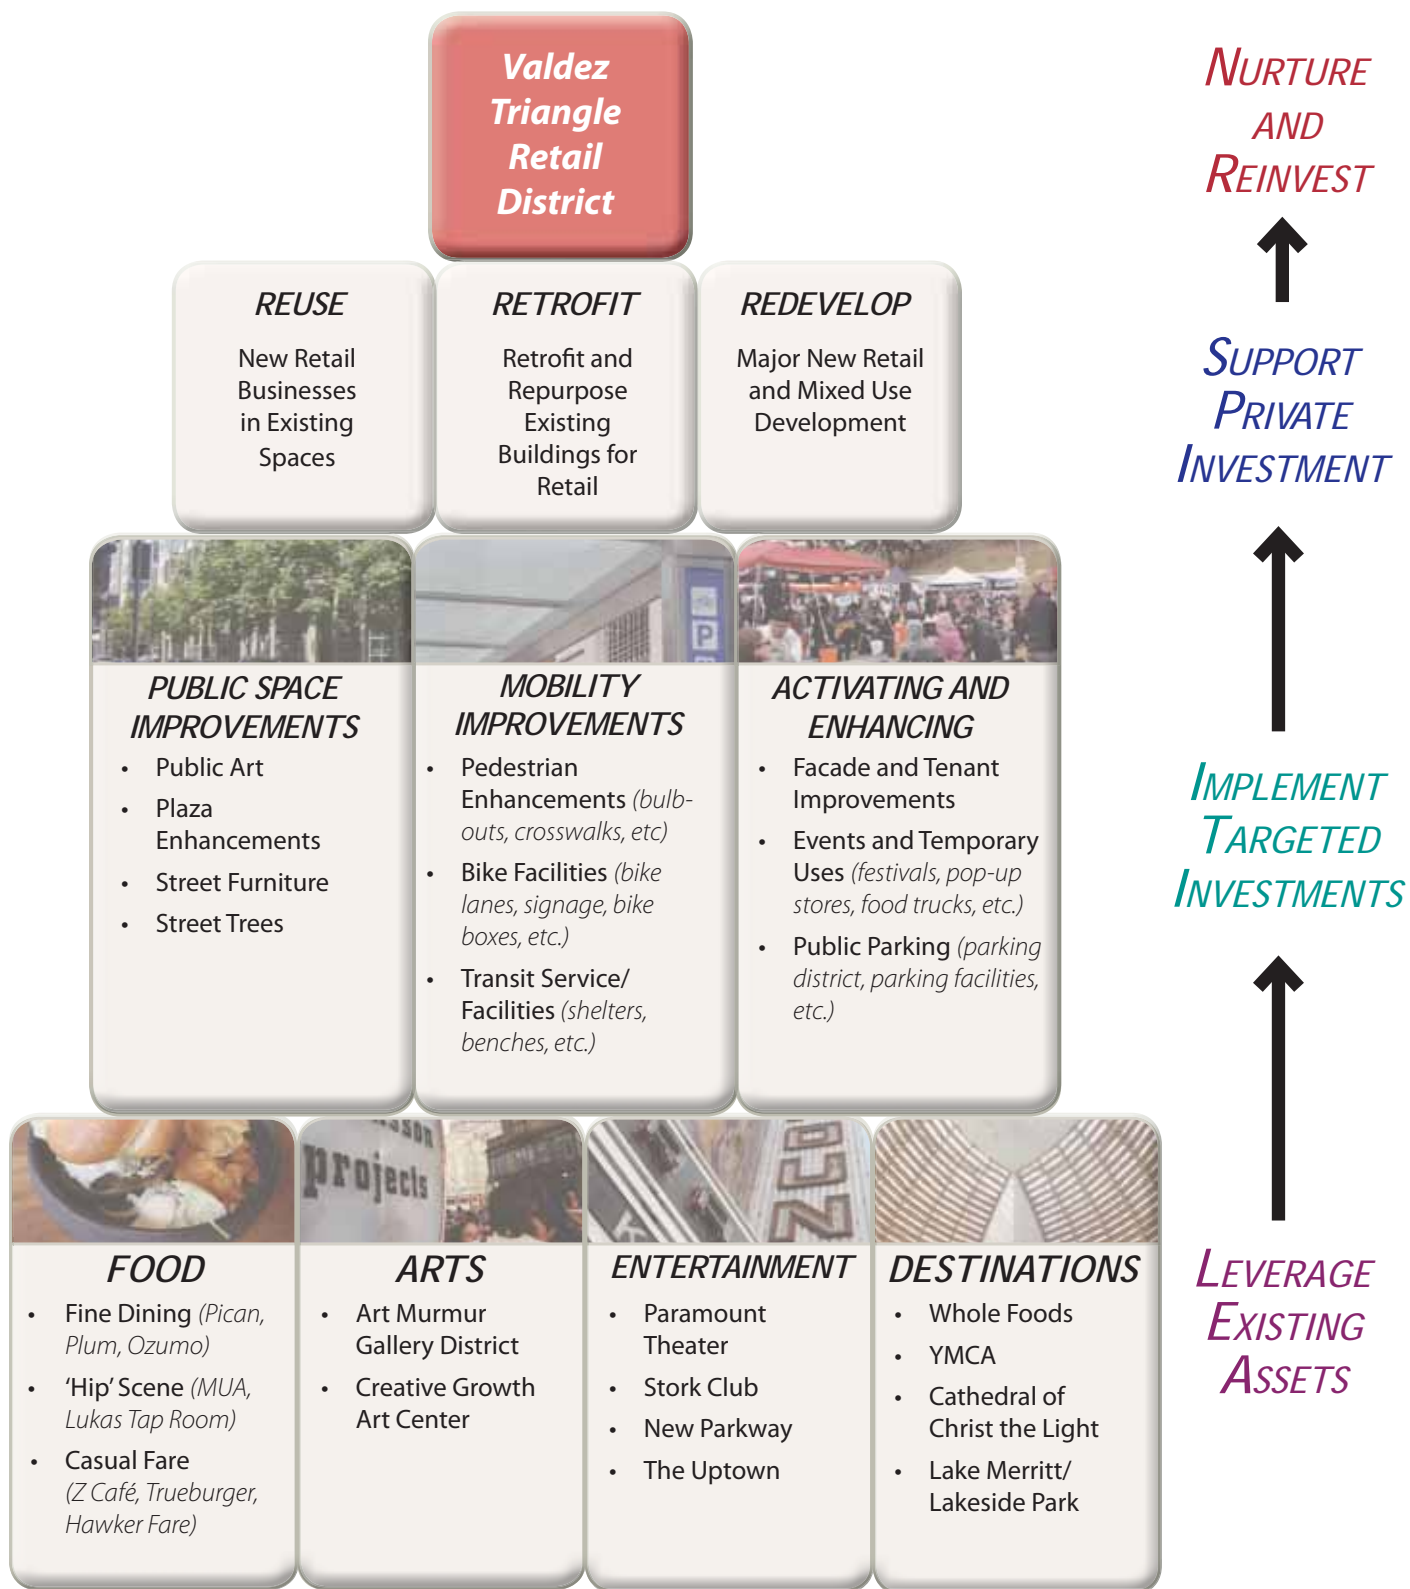 Valdez
Triangle
Retail
District
NURTURE
AND
REINVEST
REUSE
New Retail
Businesses
in Existing
Spaces
RETROFIT
Retrofit and
Repurpose
Existing
Buildings for
Retail
REDEVELOP
Major New Retail
and Mixed Use
Development
SUPPORT
PRIVATE
INVESTMENT
P
PUBLIC SPACE
IMPROVEMENTS
• Public Art
• Plaza
Enhancements
• Street Furniture
• Street Trees
MOBILITY
IMPROVEMENTS
• Pedestrian
Enhancements (bulb-
outs, crosswalks, etc)
• Bike Facilities (bike
lanes, signage, bike
boxes, etc.)
• Transit Service/
Facilities (shelters,
benches, etc.)
ACTIVATING AND
ENHANCING
• Facade and Tenant
Improvements
• Events and Temporary
Uses (festivals, pop-up
stores, food trucks, etc.)
• Public Parking (parking
district, parking facilities,
etc.)
IMPLEMENT
TARGETED
INVESTMENTS
projects
FOOD
• Fine Dining (Pican,
Plum, Ozumo)
• ‘Hip’ Scene (MUA,
Lukas Tap Room)
• Casual Fare
(Z Café, Trueburger,
Hawker Fare)
ARTS
• Art Murmur
Gallery District
• Creative Growth
Art Center
ENTERTAINMENT
• Paramount
Theater
• Stork Club
• New Parkway
• The Uptown
DESTINATIONS
• Whole Foods
• YMCA
• Cathedral of
Christ the Light
• Lake Merritt/
Lakeside Park
LEVERAGE
EXISTING
ASSETS